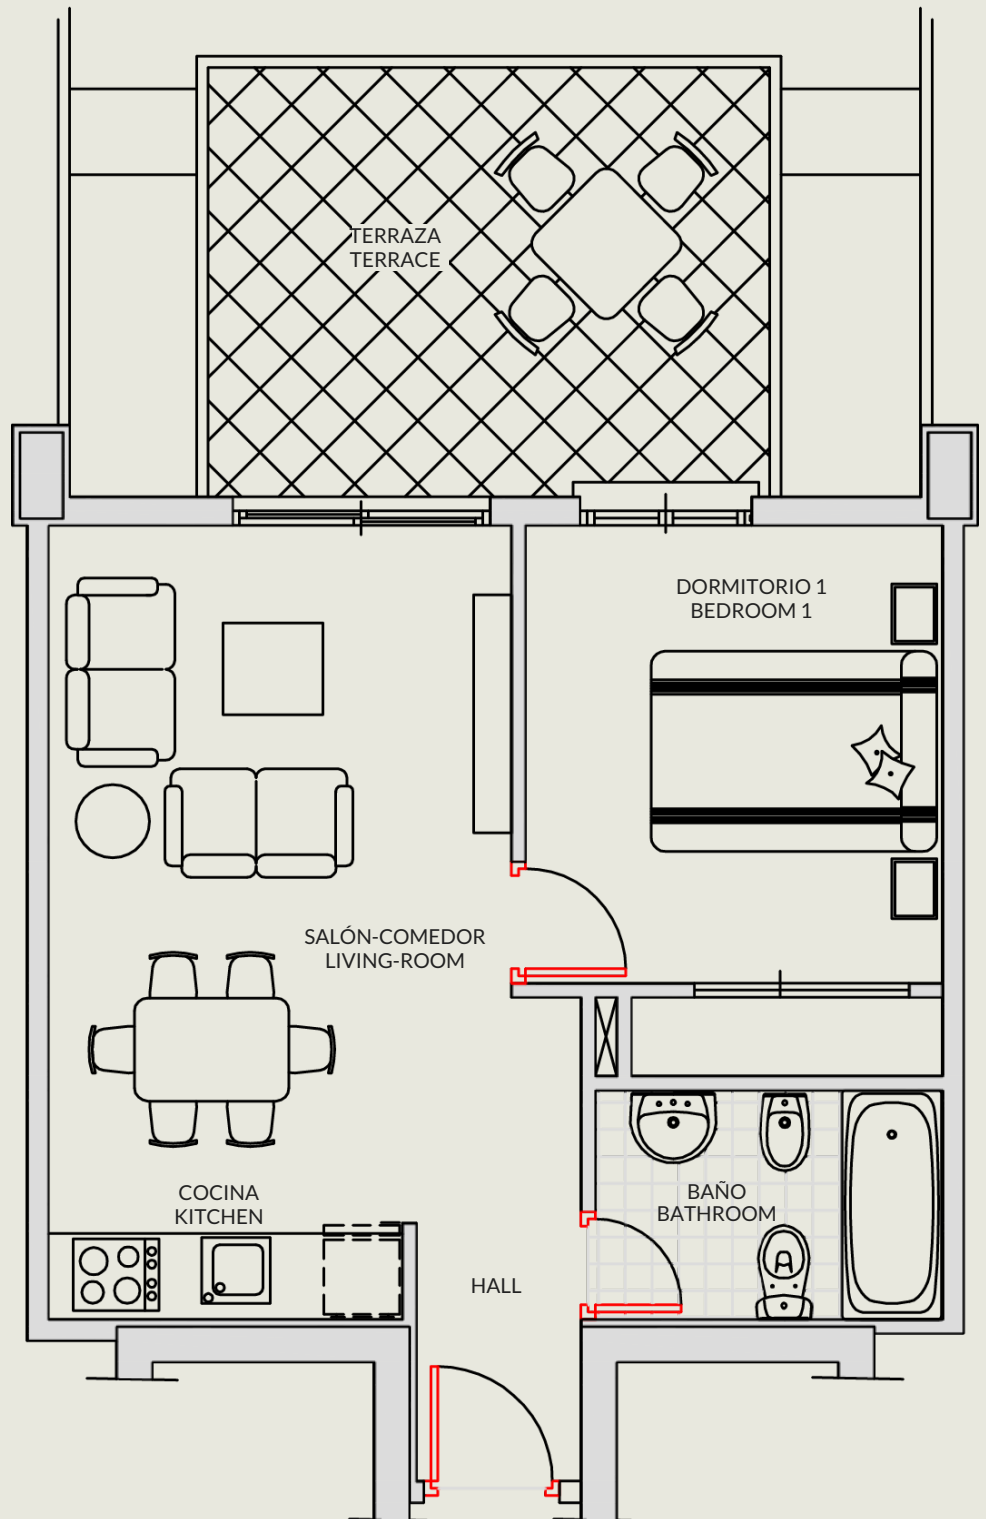 TERRAZA
TERRACE
DORMITORIO 1
BEDROOM 1
SALÓN-COMEDOR
LIVING-ROOM
COCINA
KITCHEN
BAÑO
BATHROOM
HALL